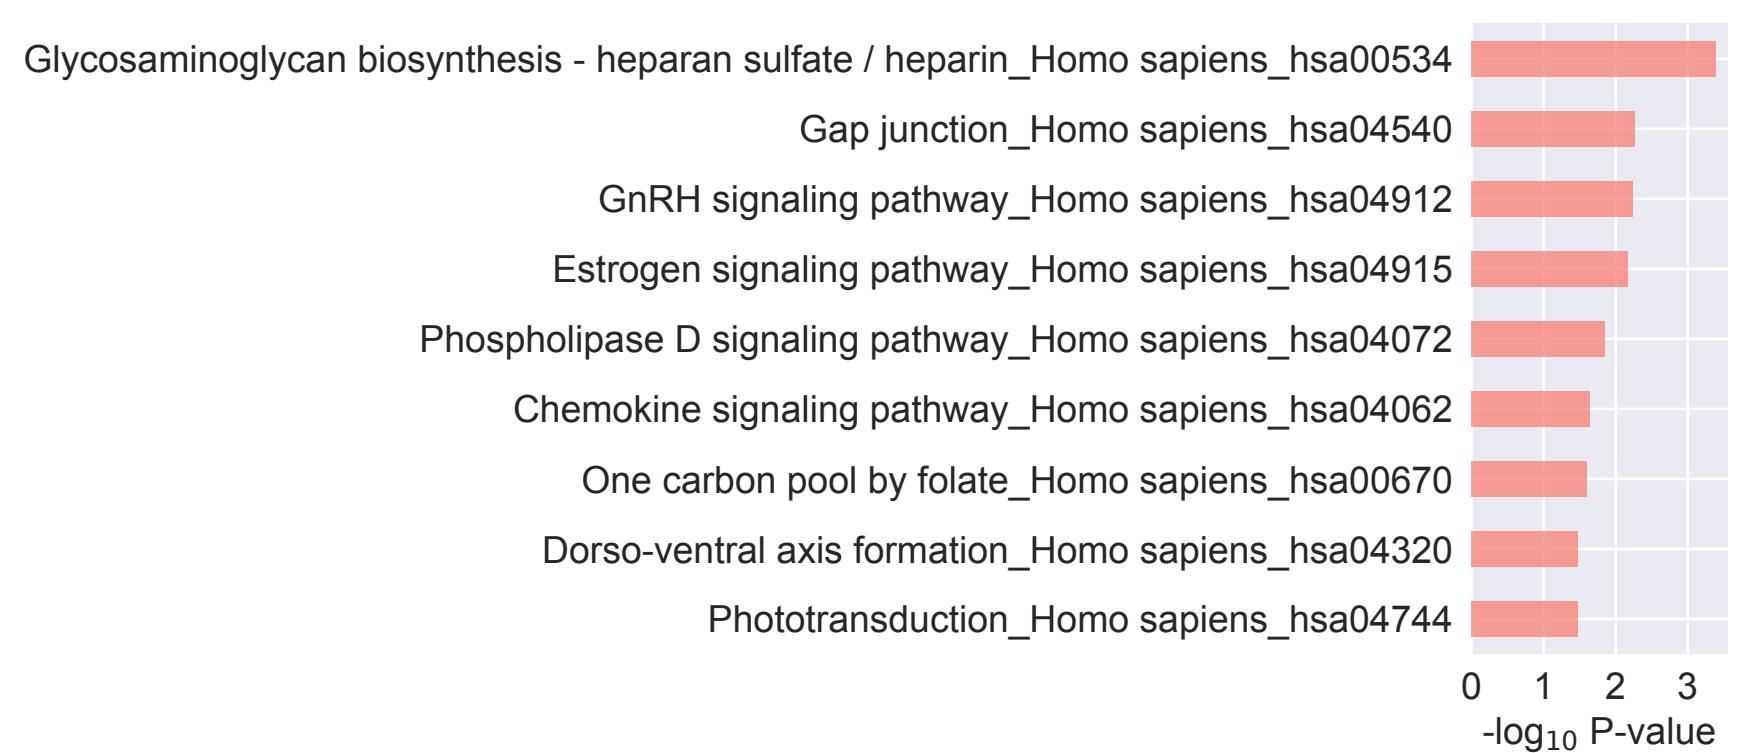 Glycosaminoglycan biosynthesis - heparan sulfate / heparin_Homo sapiens_hsa00534
Gap junction_Homo sapiens_hsa04540
GnRH signaling pathway_Homo sapiens_hsa04912
Estrogen signaling pathway_Homo sapiens_hsa04915
Phospholipase D signaling pathway_Homo sapiens_hsa04072
Chemokine signaling pathway_Homo sapiens_hsa04062
One carbon pool by folate_Homo sapiens_hsa00670
Dorso-ventral axis formation_Homo sapiens_hsa04320
Phototransduction_Homo sapiens_hsa04744
0 1 2 3
-log₁₀ P-value